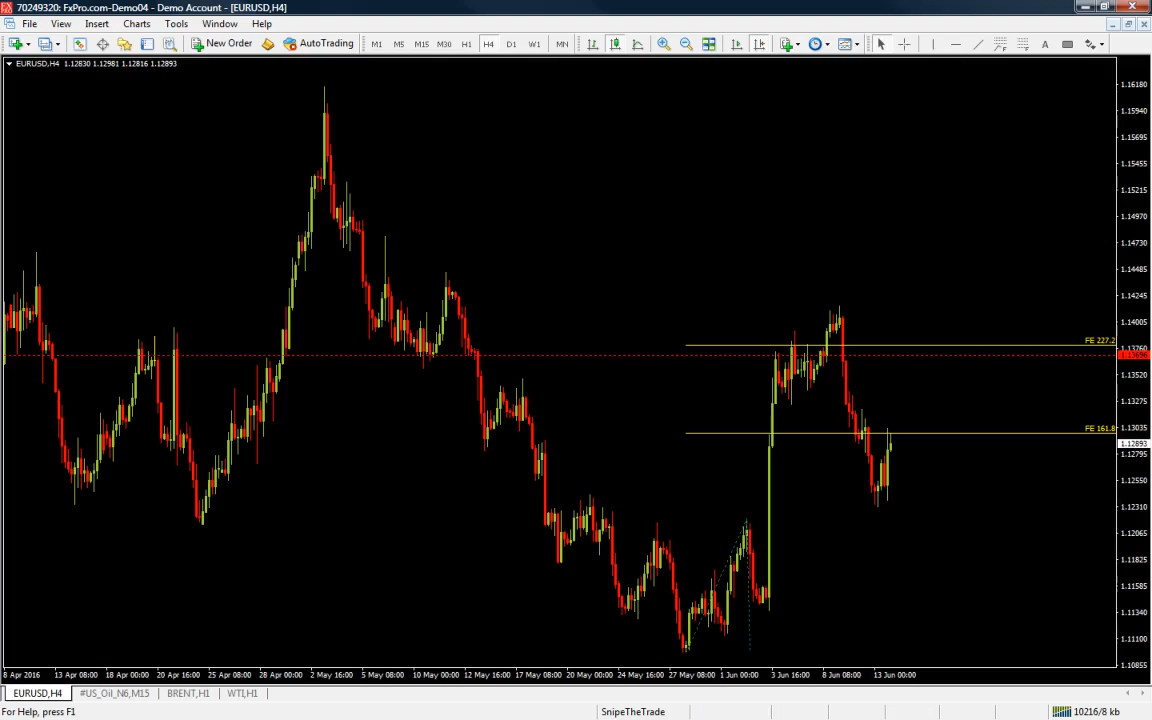 70249320: FxPro.com-Demo04 - Demo Account - [EURUSD,H4]
File View Insert Charts Tools Window Help
New Order AutoTrading M1 M5 M15 M30 H1 H4 D1 W1 MN A
EURUSD,H4 1.12830 1.12981 1.12816 1.12893
1.16180
1.15940
1.15695
1.15455
1.15215
1.14970
1.14730
1.14485
1.14245
1.14005
FE 227.2
1.13760
1.13696
1.13520
1.13275
FE 161.8
1.13035
1.12893
1.12795
1.12550
1.12310
1.12065
1.11825
1.11585
1.11340
1.11100
1.10855
8 Apr 2016 13 Apr 08:00 18 Apr 00:00 20 Apr 16:00 25 Apr 08:00 28 Apr 00:00 2 May 16:00 5 May 08:00 10 May 00:00 12 May 16:00 17 May 08:00 20 May 00:00 24 May 16:00 27 May 08:00 1 Jun 00:00 3 Jun 16:00 8 Jun 08:00 13 Jun 00:00
EURUSD,H4 #US_Oil_N6,M15 BRENT,H1 WTI,H1
For Help, press F1 SnipeTheTrade 10216/8 kb